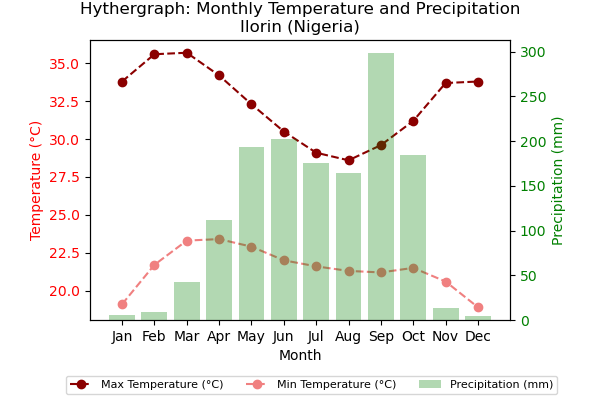 Hythergraph: Monthly Temperature and Precipitation
Ilorin (Nigeria)
35.0
32.5
30.0
27.5
25.0
22.5
20.0
Temperature (°C)
300
250
200
150
100
50
0
Precipitation (mm)
Jan Feb Mar Apr May Jun Jul Aug Sep Oct Nov Dec
Month
Max Temperature (°C) Min Temperature (°C) Precipitation (mm)